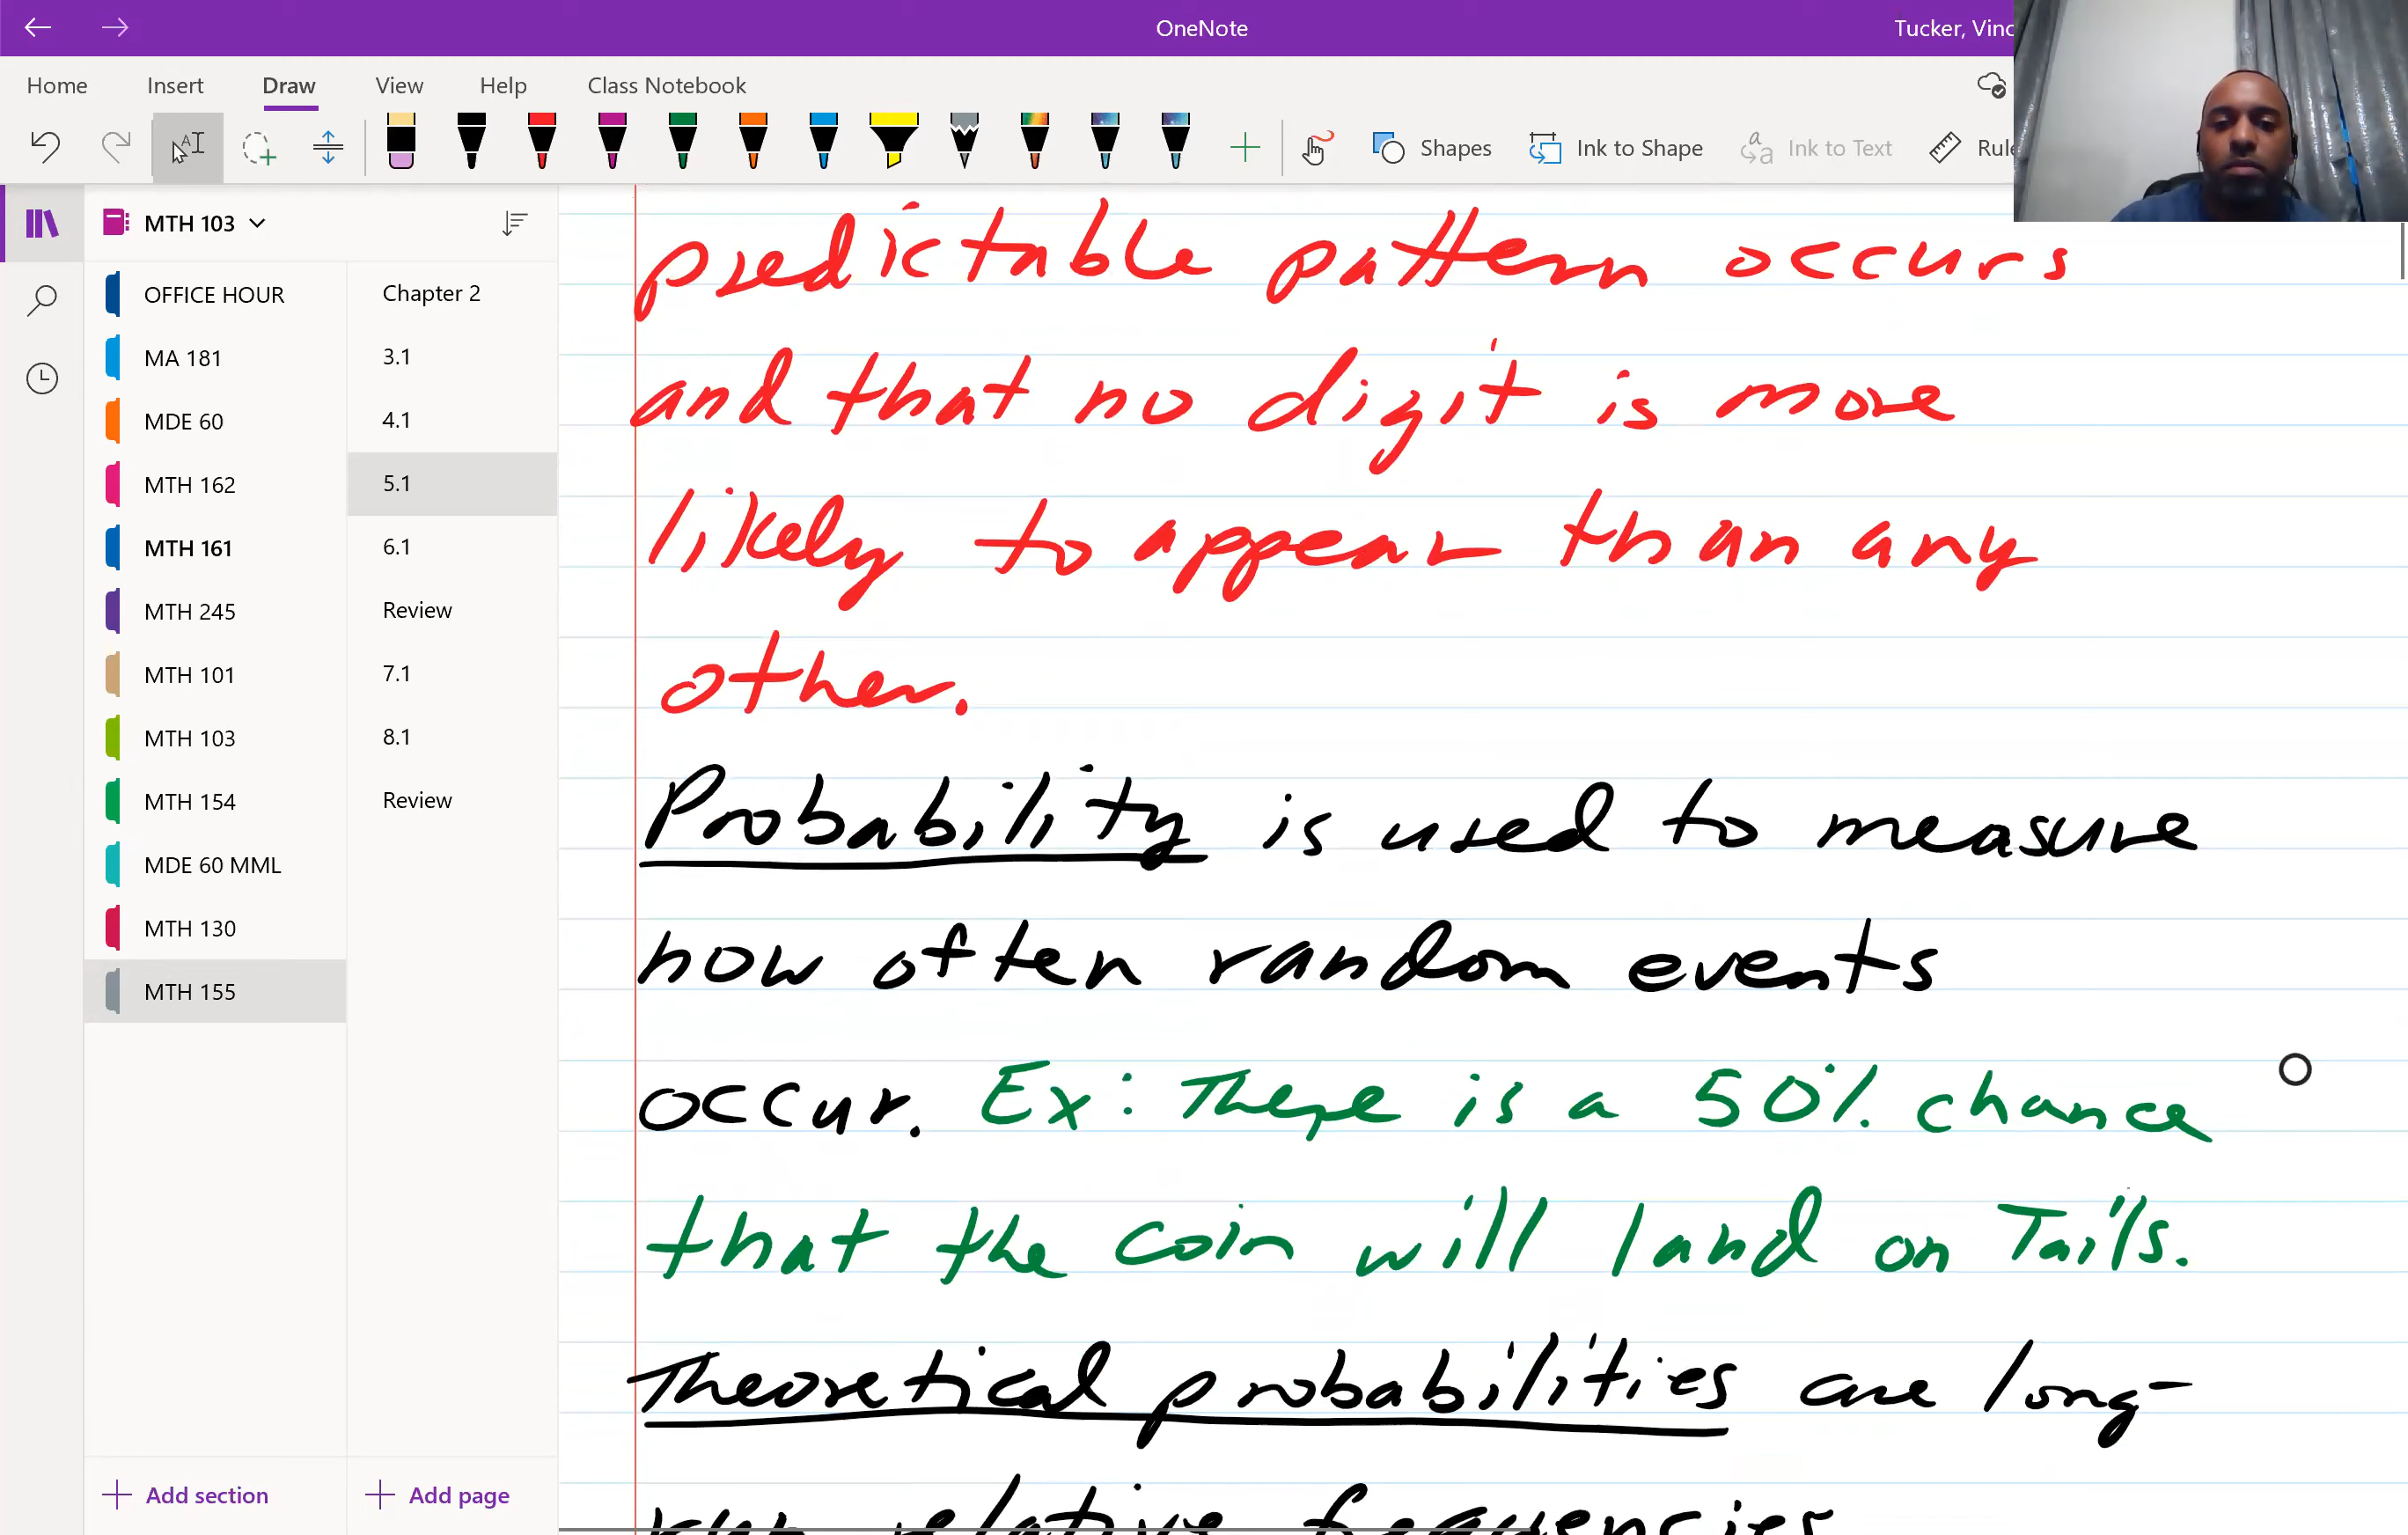 OneNote
Tucker, Vinc
Home Insert Draw View Help Class Notebook
Shapes Ink to Shape Ink to Text Rule
MTH 103
OFFICE HOUR
MA 181
MDE 60
MTH 162
MTH 161
MTH 245
MTH 101
MTH 103
MTH 154
MDE 60 MML
MTH 130
MTH 155
Add section
Chapter 2
3.1
4.1
5.1
6.1
Review
7.1
8.1
Review
Add page
predictable pattern occurs
and that no digit is more
likely to appear than any
other.
Probability is used to measure
how often random events
occur. Ex: There is a 50% chance
that the coin will land on Tails.
Theoretical probabilities are long-
run relative frequencies